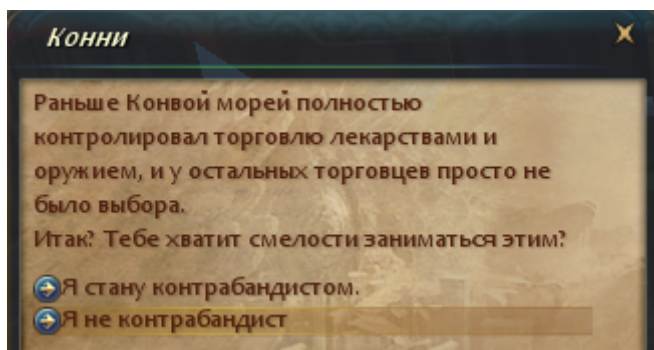 Конни
Раньше Конвой морей полностью
контролировал торговлю лекарствами и
оружием, и у остальных торговцев просто не
было выбора.
Итак? Тебе хватит смелости заниматься этим?
Я стану контрабандистом.
Я не контрабандист